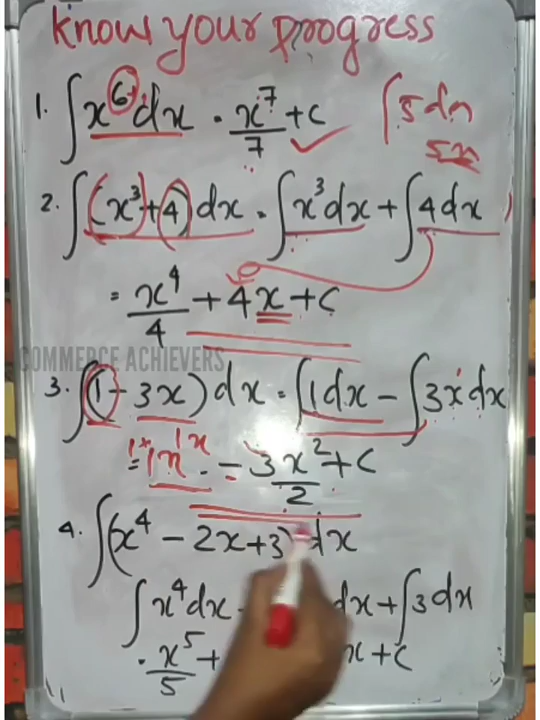 Know your progress
1. ∫x⁶ dx = x⁷/7 + c ∫5dx
5x
2. ∫(x³+4)dx = ∫x³dx + ∫4dx
= x⁴/4 + 4x + c
COMMERCE ACHIEVERS
3. ∫(1-3x)dx = ∫1dx - ∫3x¹dx
= 1x - 3x²/2 + c
4. ∫(x⁴ - 2x+3)dx
∫x⁴dx dx + ∫3dx
= x⁵/5 + x + c